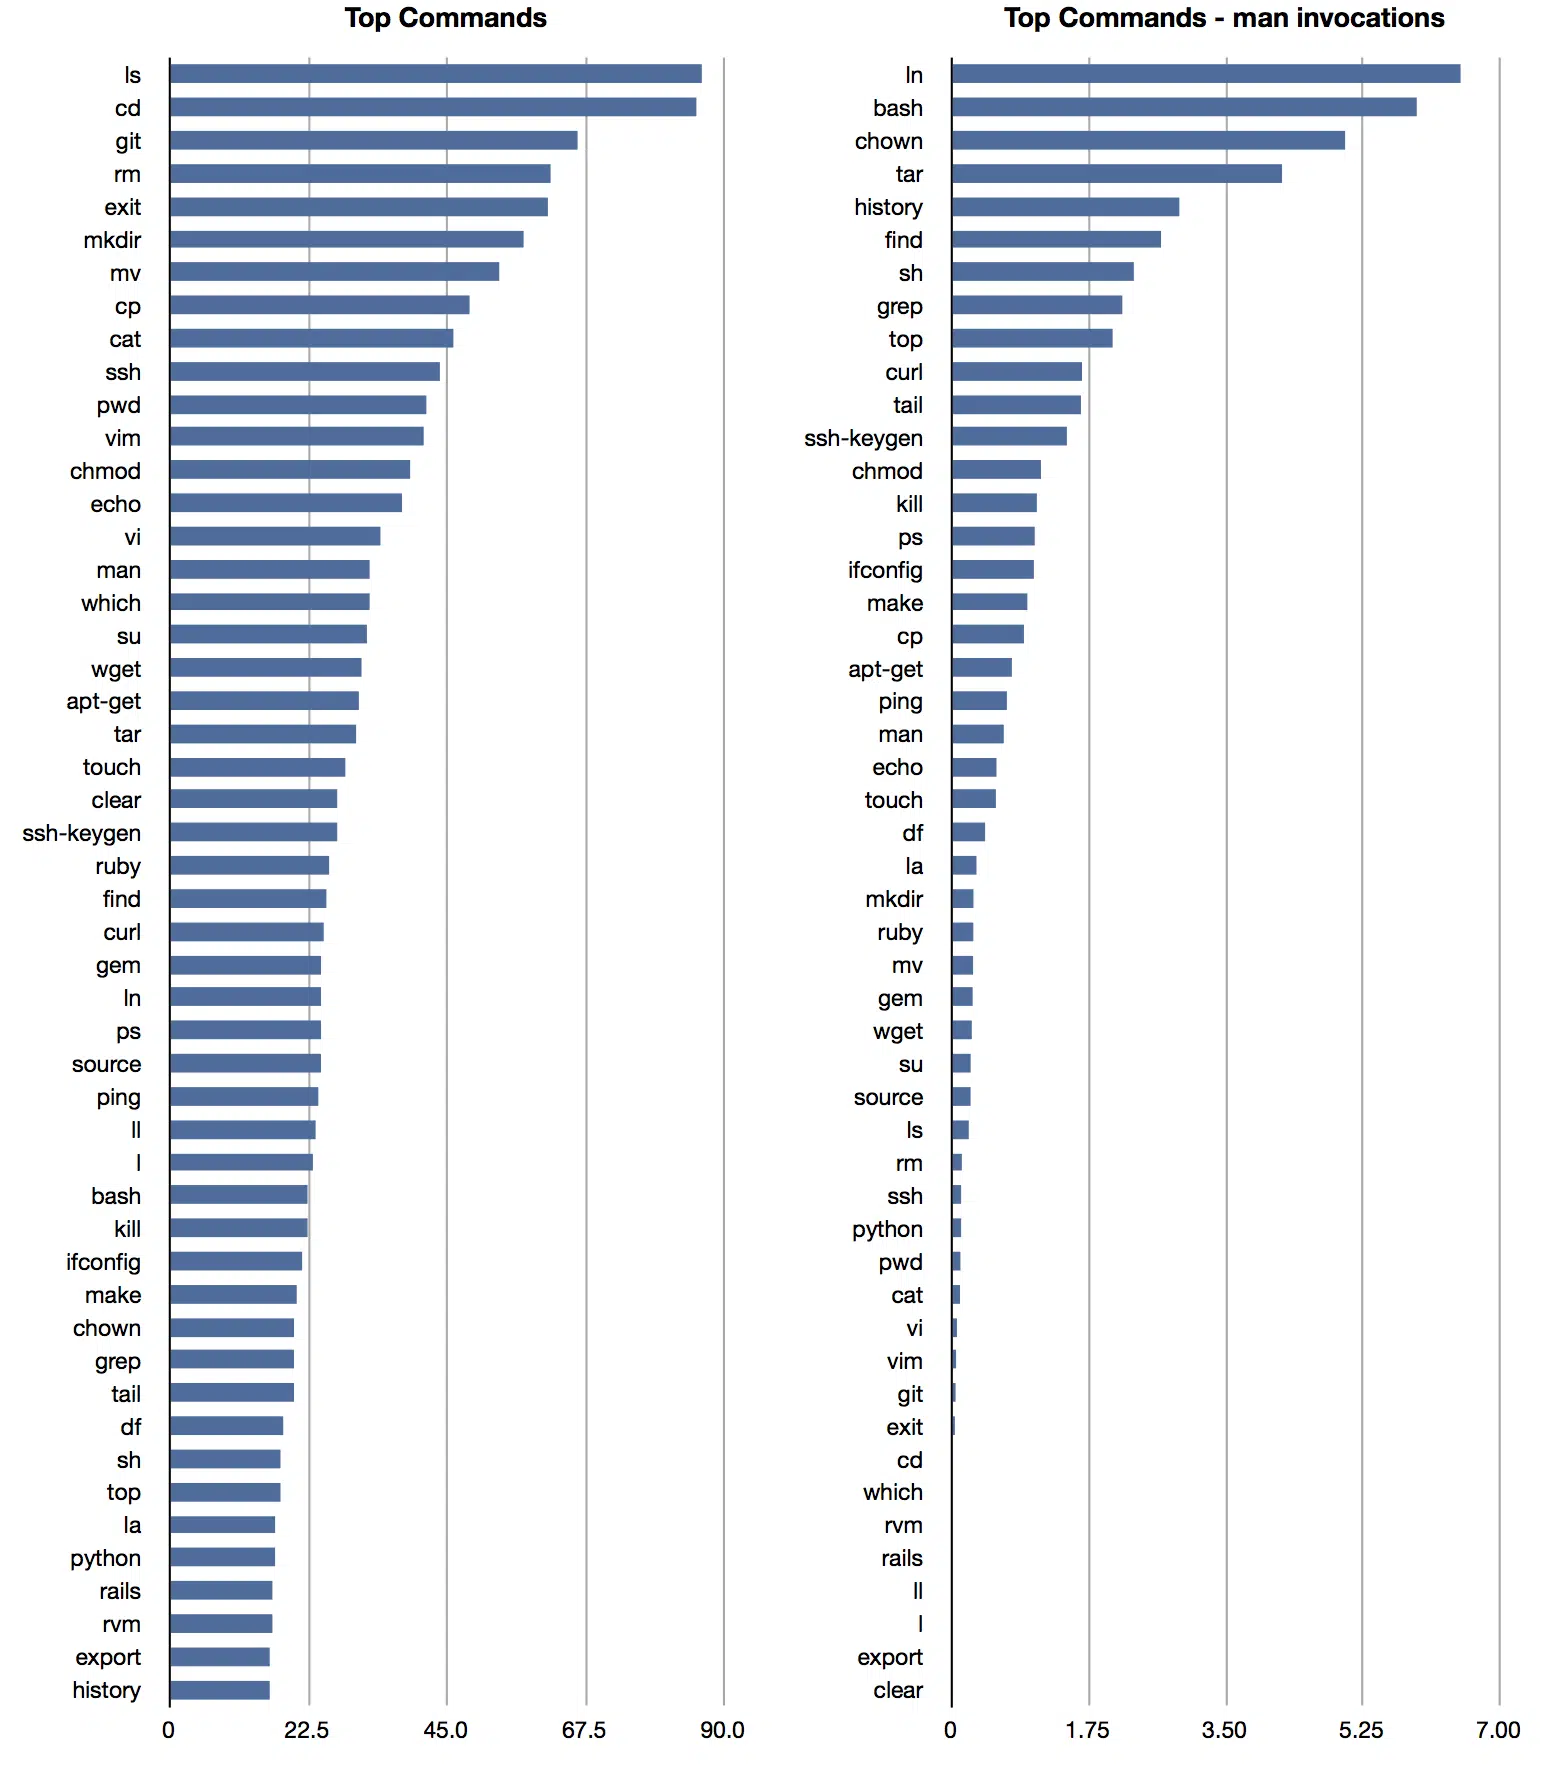 Top Commands
ls
cd
git
rm
exit
mkdir
mv
cp
cat
ssh
pwd
vim
chmod
echo
vi
man
which
su
wget
apt-get
tar
touch
clear
ssh-keygen
ruby
find
curl
gem
ln
ps
source
ping
ll
l
bash
kill
ifconfig
make
chown
grep
tail
df
sh
top
la
python
rails
rvm
export
history
0 22.5 45.0 67.5 90.0
Top Commands - man invocations
ln
bash
chown
tar
history
find
sh
grep
top
curl
tail
ssh-keygen
chmod
kill
ps
ifconfig
make
cp
apt-get
ping
man
echo
touch
df
la
mkdir
ruby
mv
gem
wget
su
source
ls
rm
ssh
python
pwd
cat
vi
vim
git
exit
cd
which
rvm
rails
ll
l
export
clear
0 1.75 3.50 5.25 7.00